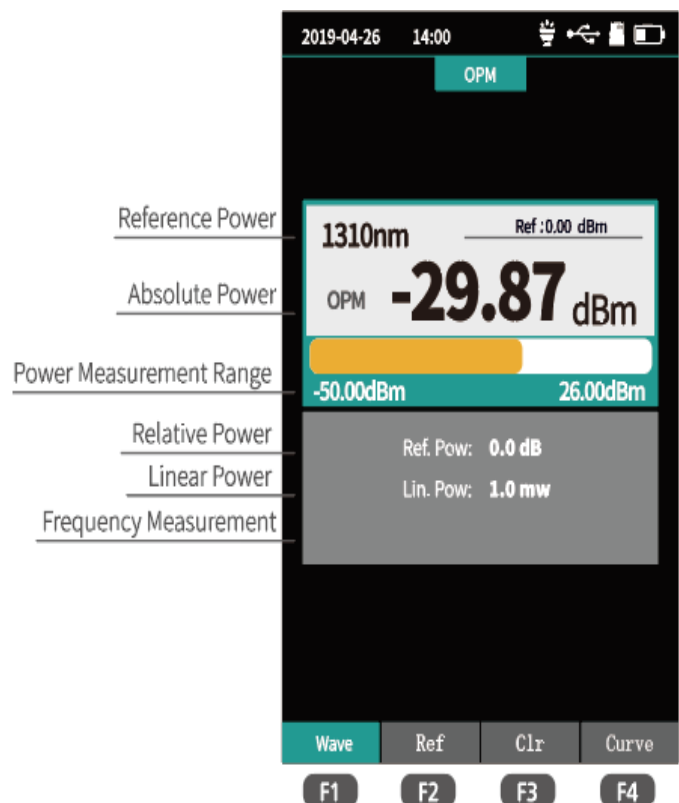 2019-04-26 14:00
OPM
Reference Power
1310nm Ref :0.00 dBm
Absolute Power
OPM -29.87 dBm
Power Measurement Range
-50.00dBm 26.00dBm
Relative Power
Ref. Pow: 0.0 dB
Linear Power
Lin. Pow: 1.0 mw
Frequency Measurement
Wave Ref Clr Curve
F1 F2 F3 F4